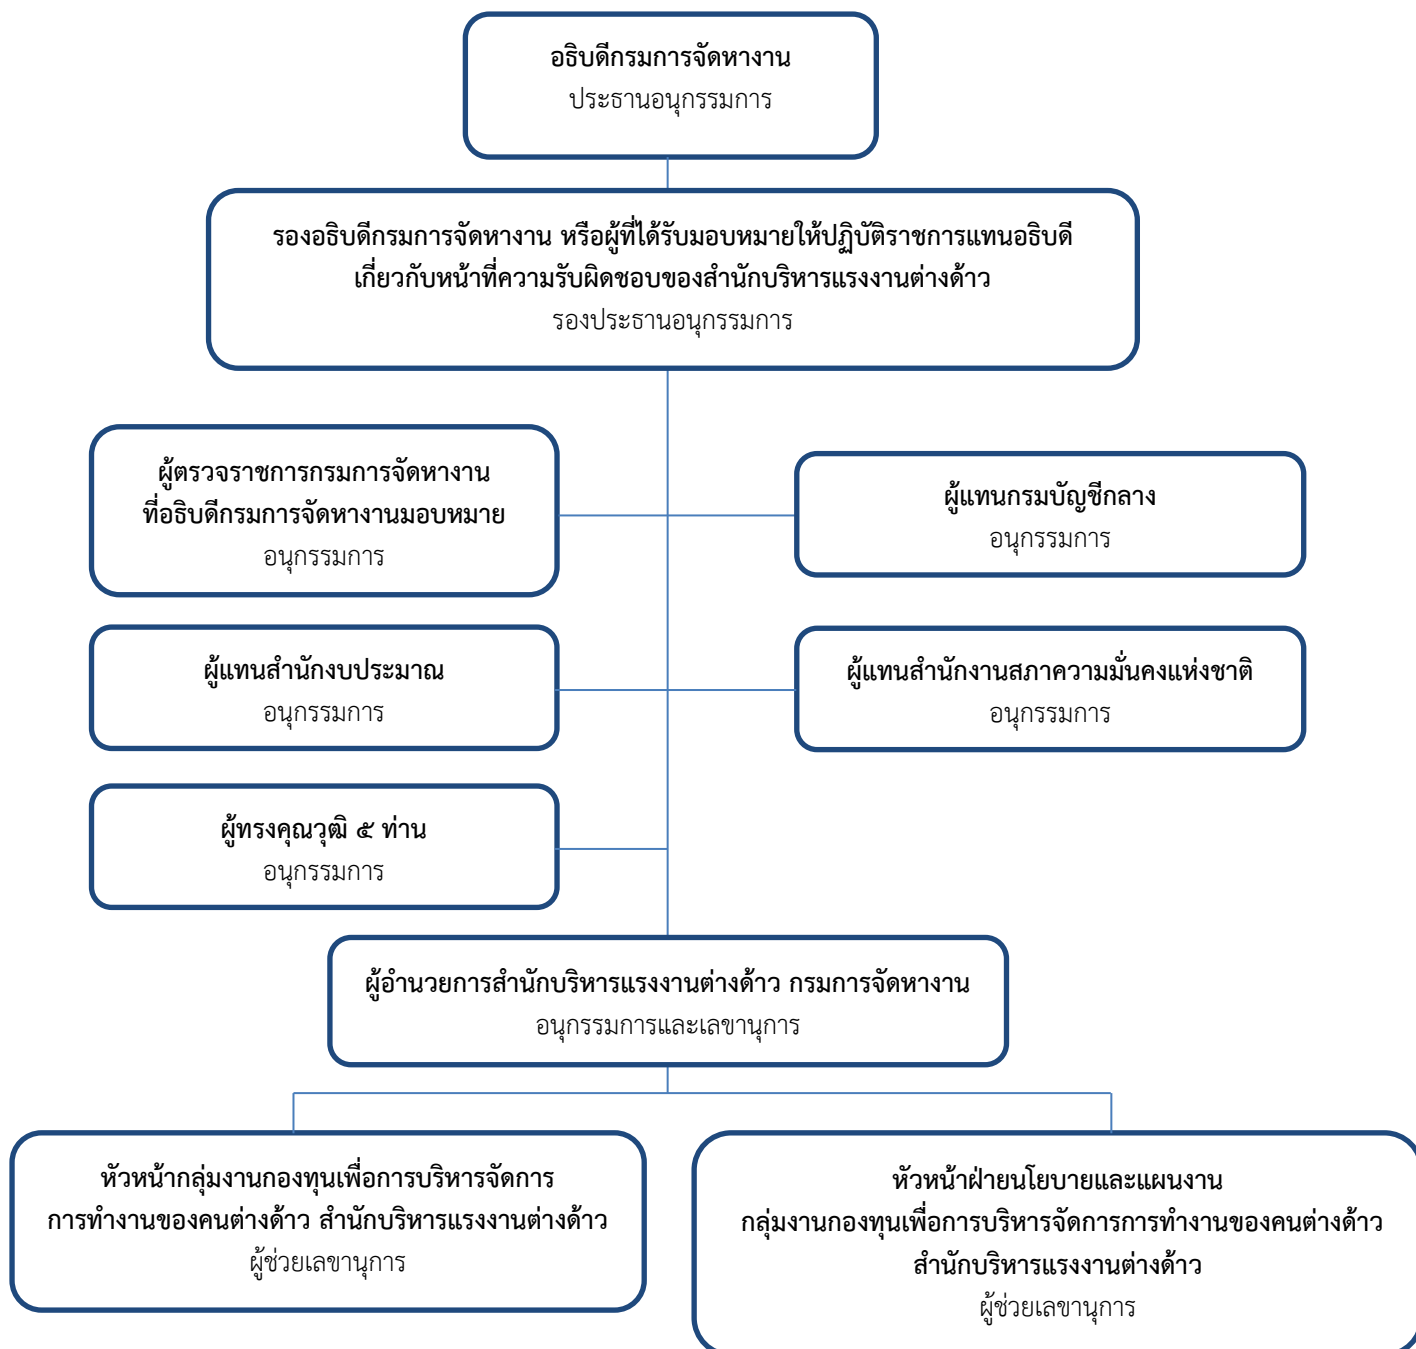 อธิบดีกรมการจัดหางาน
ประธานอนุกรรมการ
รองอธิบดีกรมการจัดหางาน หรือผู้ที่ได้รับมอบหมายให้ปฏิบัติราชการแทนอธิบดี
เกี่ยวกับหน้าที่ความรับผิดชอบของสำนักบริหารแรงงานต่างด้าว
รองประธานอนุกรรมการ
ผู้ตรวจราชการกรมการจัดหางาน
ที่อธิบดีกรมการจัดหางานมอบหมาย
อนุกรรมการ
ผู้แทนกรมบัญชีกลาง
อนุกรรมการ
ผู้แทนสำนักงบประมาณ
อนุกรรมการ
ผู้แทนสำนักงานสภาความมั่นคงแห่งชาติ
อนุกรรมการ
ผู้ทรงคุณวุฒิ ๕ ท่าน
อนุกรรมการ
ผู้อำนวยการสำนักบริหารแรงงานต่างด้าว กรมการจัดหางาน
อนุกรรมการและเลขานุการ
หัวหน้ากลุ่มงานกองทุนเพื่อการบริหารจัดการ
การทำงานของคนต่างด้าว สำนักบริหารแรงงานต่างด้าว
ผู้ช่วยเลขานุการ
หัวหน้าฝ่ายนโยบายและแผนงาน
กลุ่มงานกองทุนเพื่อการบริหารจัดการการทำงานของคนต่างด้าว
สำนักบริหารแรงงานต่างด้าว
ผู้ช่วยเลขานุการ